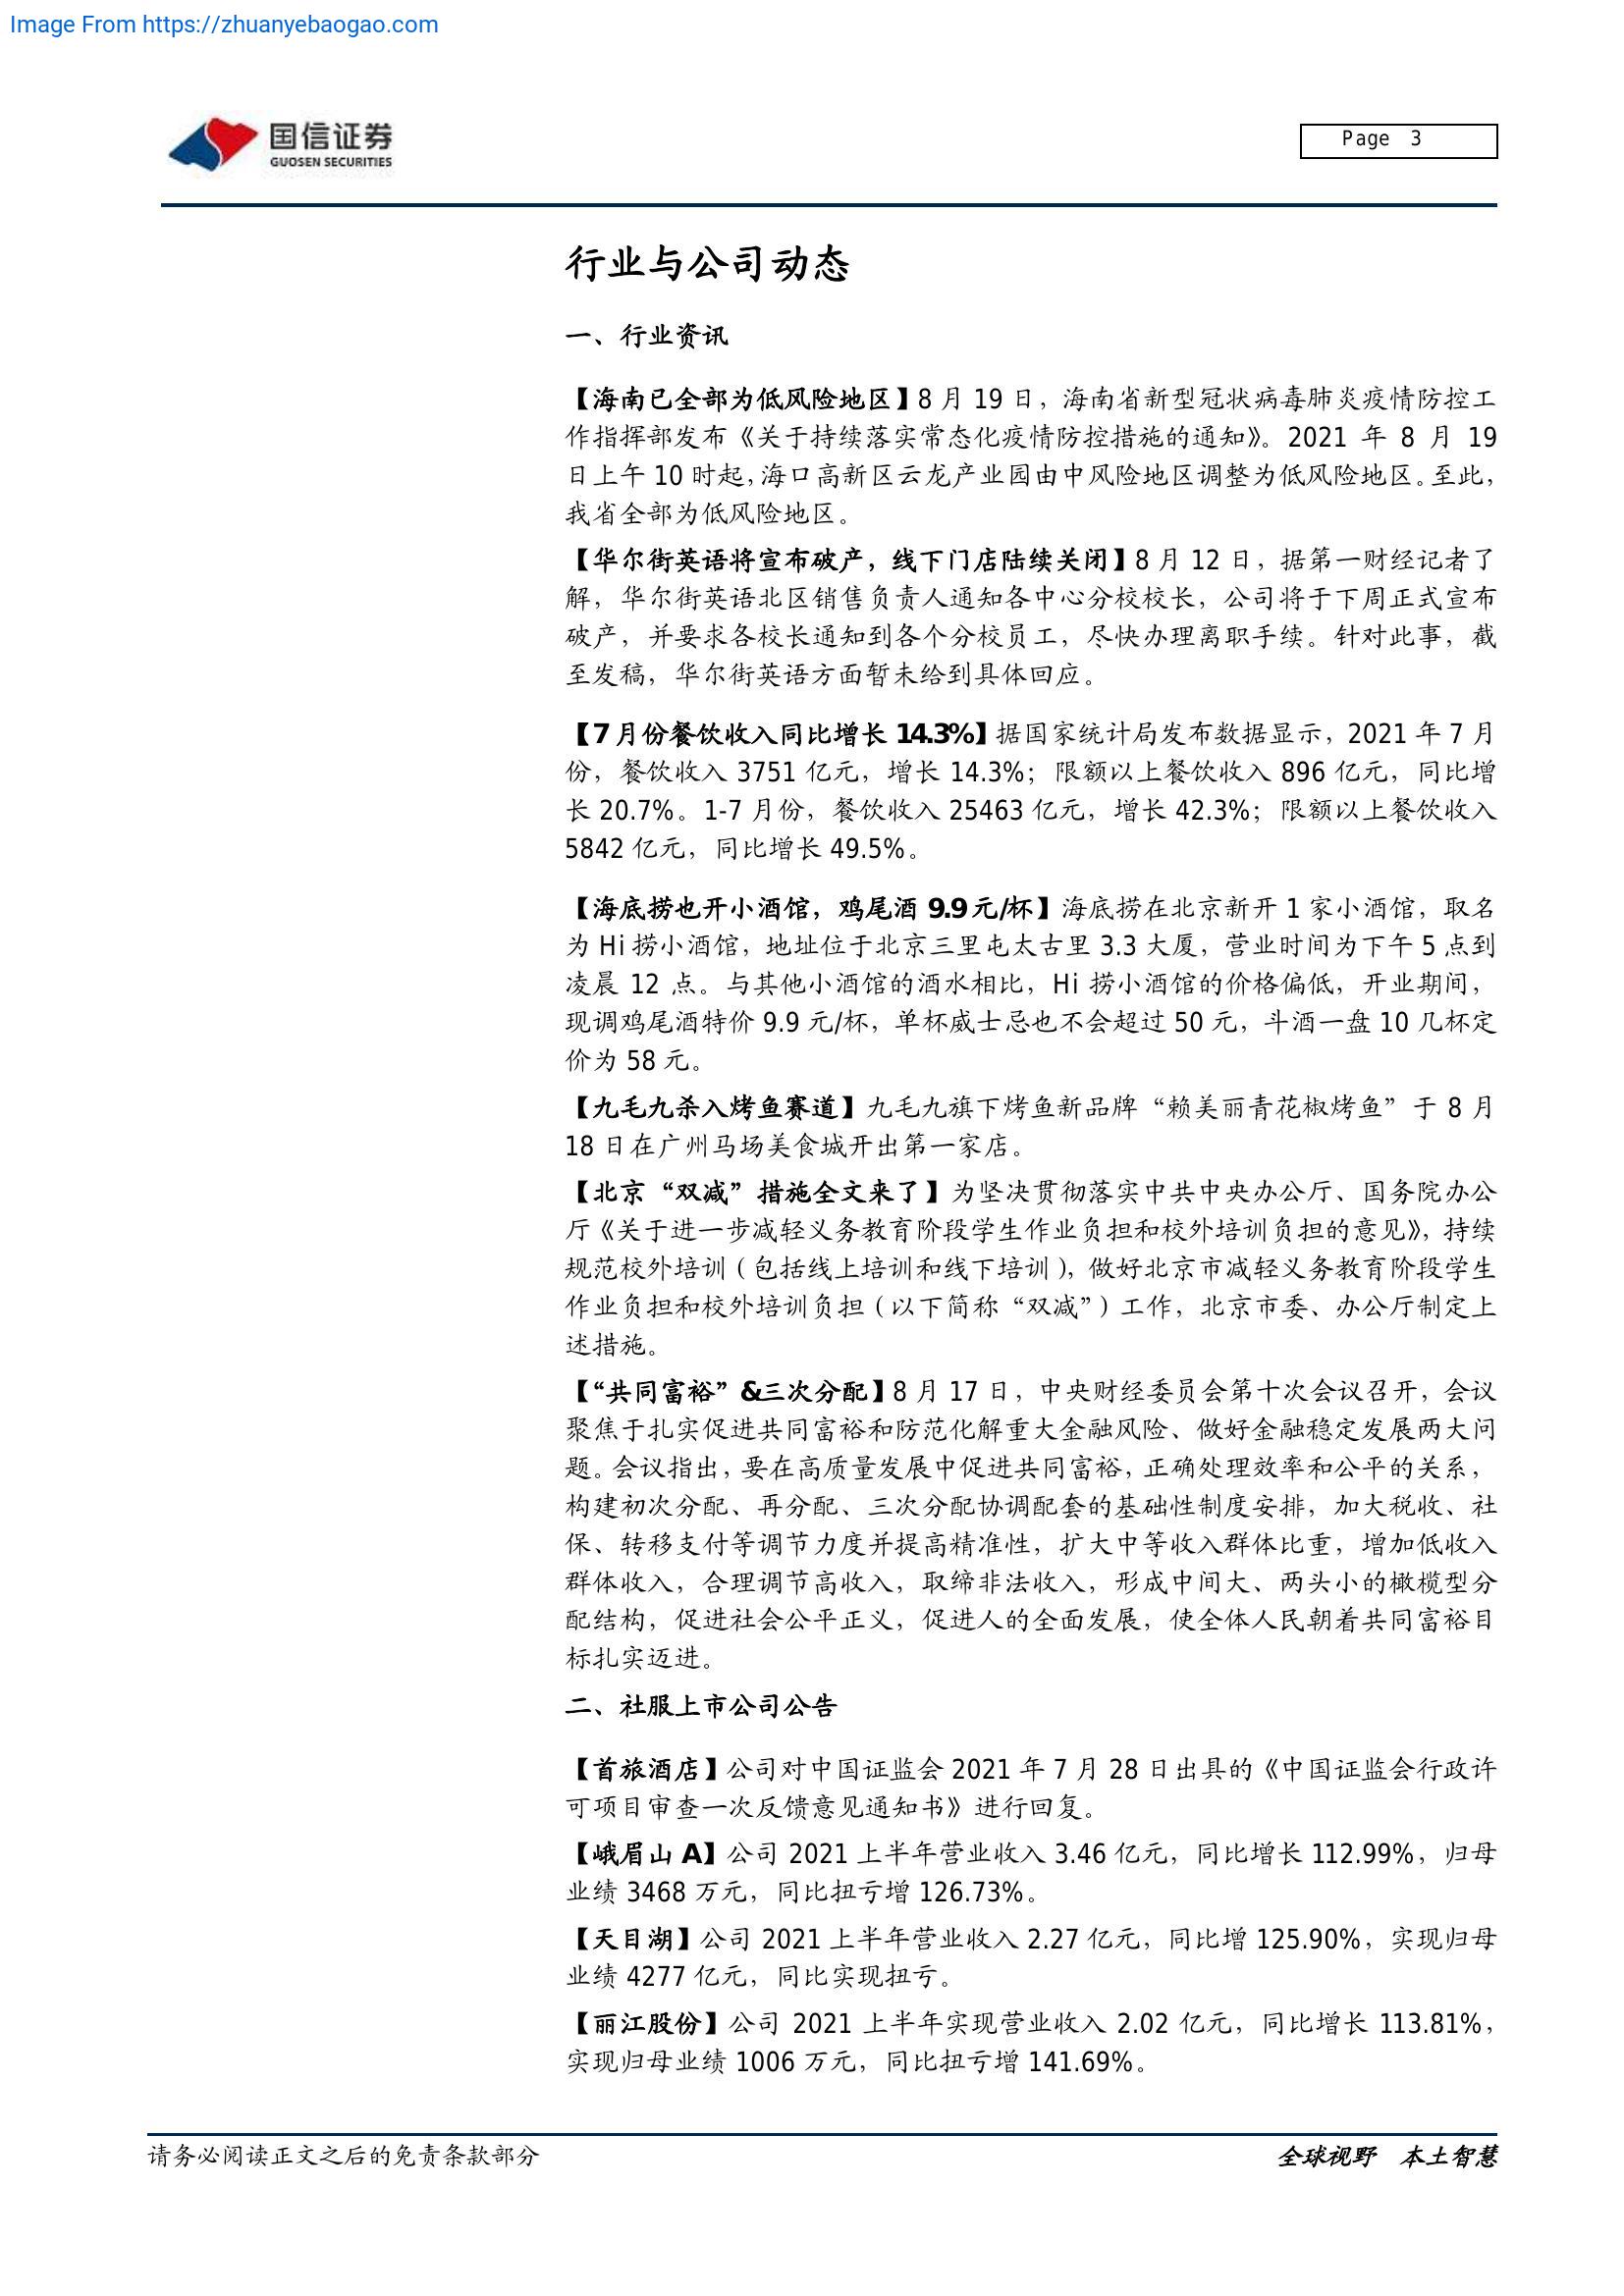 Image From https://zhuanyebaogao.com
国信证券
GUOSEN SECURITIES
Page 3
行业与公司动态
一、行业资讯
【海南已全部为低风险地区】8 月 19 日，海南省新型冠状病毒肺炎疫情防控工
作指挥部发布《关于持续落实常态化疫情防控措施的通知》。2021 年 8 月 19
日上午 10 时起，海口高新区云龙产业园由中风险地区调整为低风险地区。至此，
我省全部为低风险地区。
【华尔街英语将宣布破产，线下门店陆续关闭】8 月 12 日，据第一财经记者了
解，华尔街英语北区销售负责人通知各中心分校校长，公司将于下周正式宣布
破产，并要求各校长通知到各个分校员工，尽快办理离职手续。针对此事，截
至发稿，华尔街英语方面暂未给到具体回应。
【7 月份餐饮收入同比增长 14.3%】据国家统计局发布数据显示，2021 年 7 月
份，餐饮收入 3751 亿元，增长 14.3%；限额以上餐饮收入 896 亿元，同比增
长 20.7%。1-7 月份，餐饮收入 25463 亿元，增长 42.3%；限额以上餐饮收入
5842 亿元，同比增长 49.5%。
【海底捞也开小酒馆，鸡尾酒 9.9 元/杯】海底捞在北京新开 1 家小酒馆，取名
为 Hi 捞小酒馆，地址位于北京三里屯太古里 3.3 大厦，营业时间为下午 5 点到
凌晨 12 点。与其他小酒馆的酒水相比，Hi 捞小酒馆的价格偏低，开业期间，
现调鸡尾酒特价 9.9 元/杯，单杯威士忌也不会超过 50 元，斗酒一盘 10 几杯定
价为 58 元。
【九毛九杀入烤鱼赛道】九毛九旗下烤鱼新品牌“赖美丽青花椒烤鱼”于 8 月
18 日在广州马场美食城开出第一家店。
【北京“双减”措施全文来了】为坚决贯彻落实中共中央办公厅、国务院办公
厅《关于进一步减轻义务教育阶段学生作业负担和校外培训负担的意见》，持续
规范校外培训（包括线上培训和线下培训），做好北京市减轻义务教育阶段学生
作业负担和校外培训负担（以下简称“双减”）工作，北京市委、办公厅制定上
述措施。
【“共同富裕”&三次分配】8 月 17 日，中央财经委员会第十次会议召开，会议
聚焦于扎实促进共同富裕和防范化解重大金融风险、做好金融稳定发展两大问
题。会议指出，要在高质量发展中促进共同富裕，正确处理效率和公平的关系，
构建初次分配、再分配、三次分配协调配套的基础性制度安排，加大税收、社
保、转移支付等调节力度并提高精准性，扩大中等收入群体比重，增加低收入
群体收入，合理调节高收入，取缔非法收入，形成中间大、两头小的橄榄型分
配结构，促进社会公平正义，促进人的全面发展，使全体人民朝着共同富裕目
标扎实迈进。
二、社服上市公司公告
【首旅酒店】公司对中国证监会 2021 年 7 月 28 日出具的《中国证监会行政许
可项目审查一次反馈意见通知书》进行回复。
【峨眉山 A】公司 2021 上半年营业收入 3.46 亿元，同比增长 112.99%，归母
业绩 3468 万元，同比扭亏增 126.73%。
【天目湖】公司 2021 上半年营业收入 2.27 亿元，同比增 125.90%，实现归母
业绩 4277 亿元，同比实现扭亏。
【丽江股份】公司 2021 上半年实现营业收入 2.02 亿元，同比增长 113.81%，
实现归母业绩 1006 万元，同比扭亏增 141.69%。
请务必阅读正文之后的免责条款部分
全球视野 本土智慧